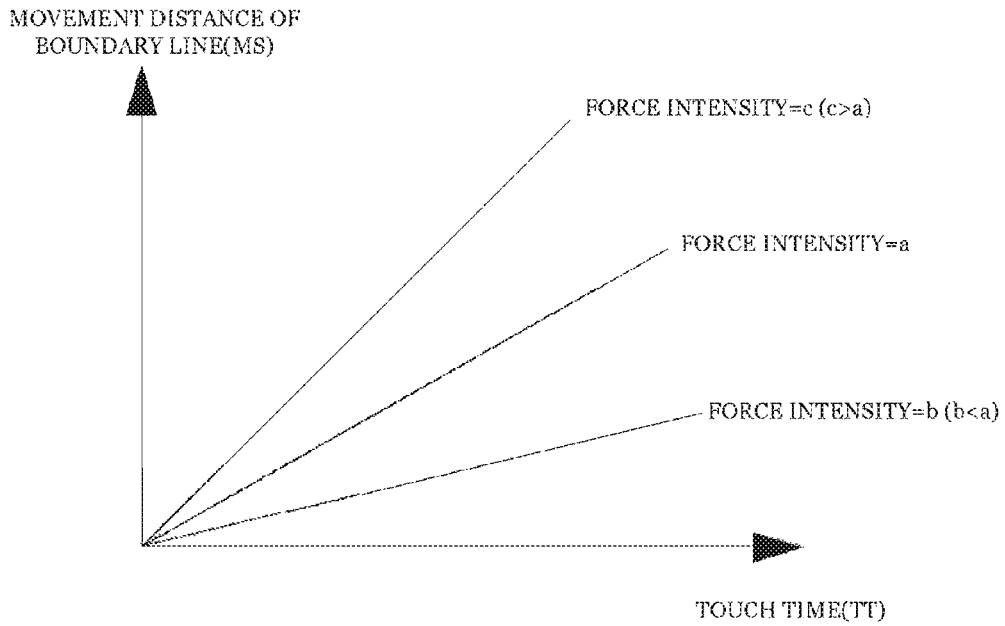 MOVEMENT DISTANCE OF
BOUNDARY LINE(MS)
FORCE INTENSITY=c (c>a)
FORCE INTENSITY=a
FORCE INTENSITY=b (b<a)
TOUCH TIME(TT)